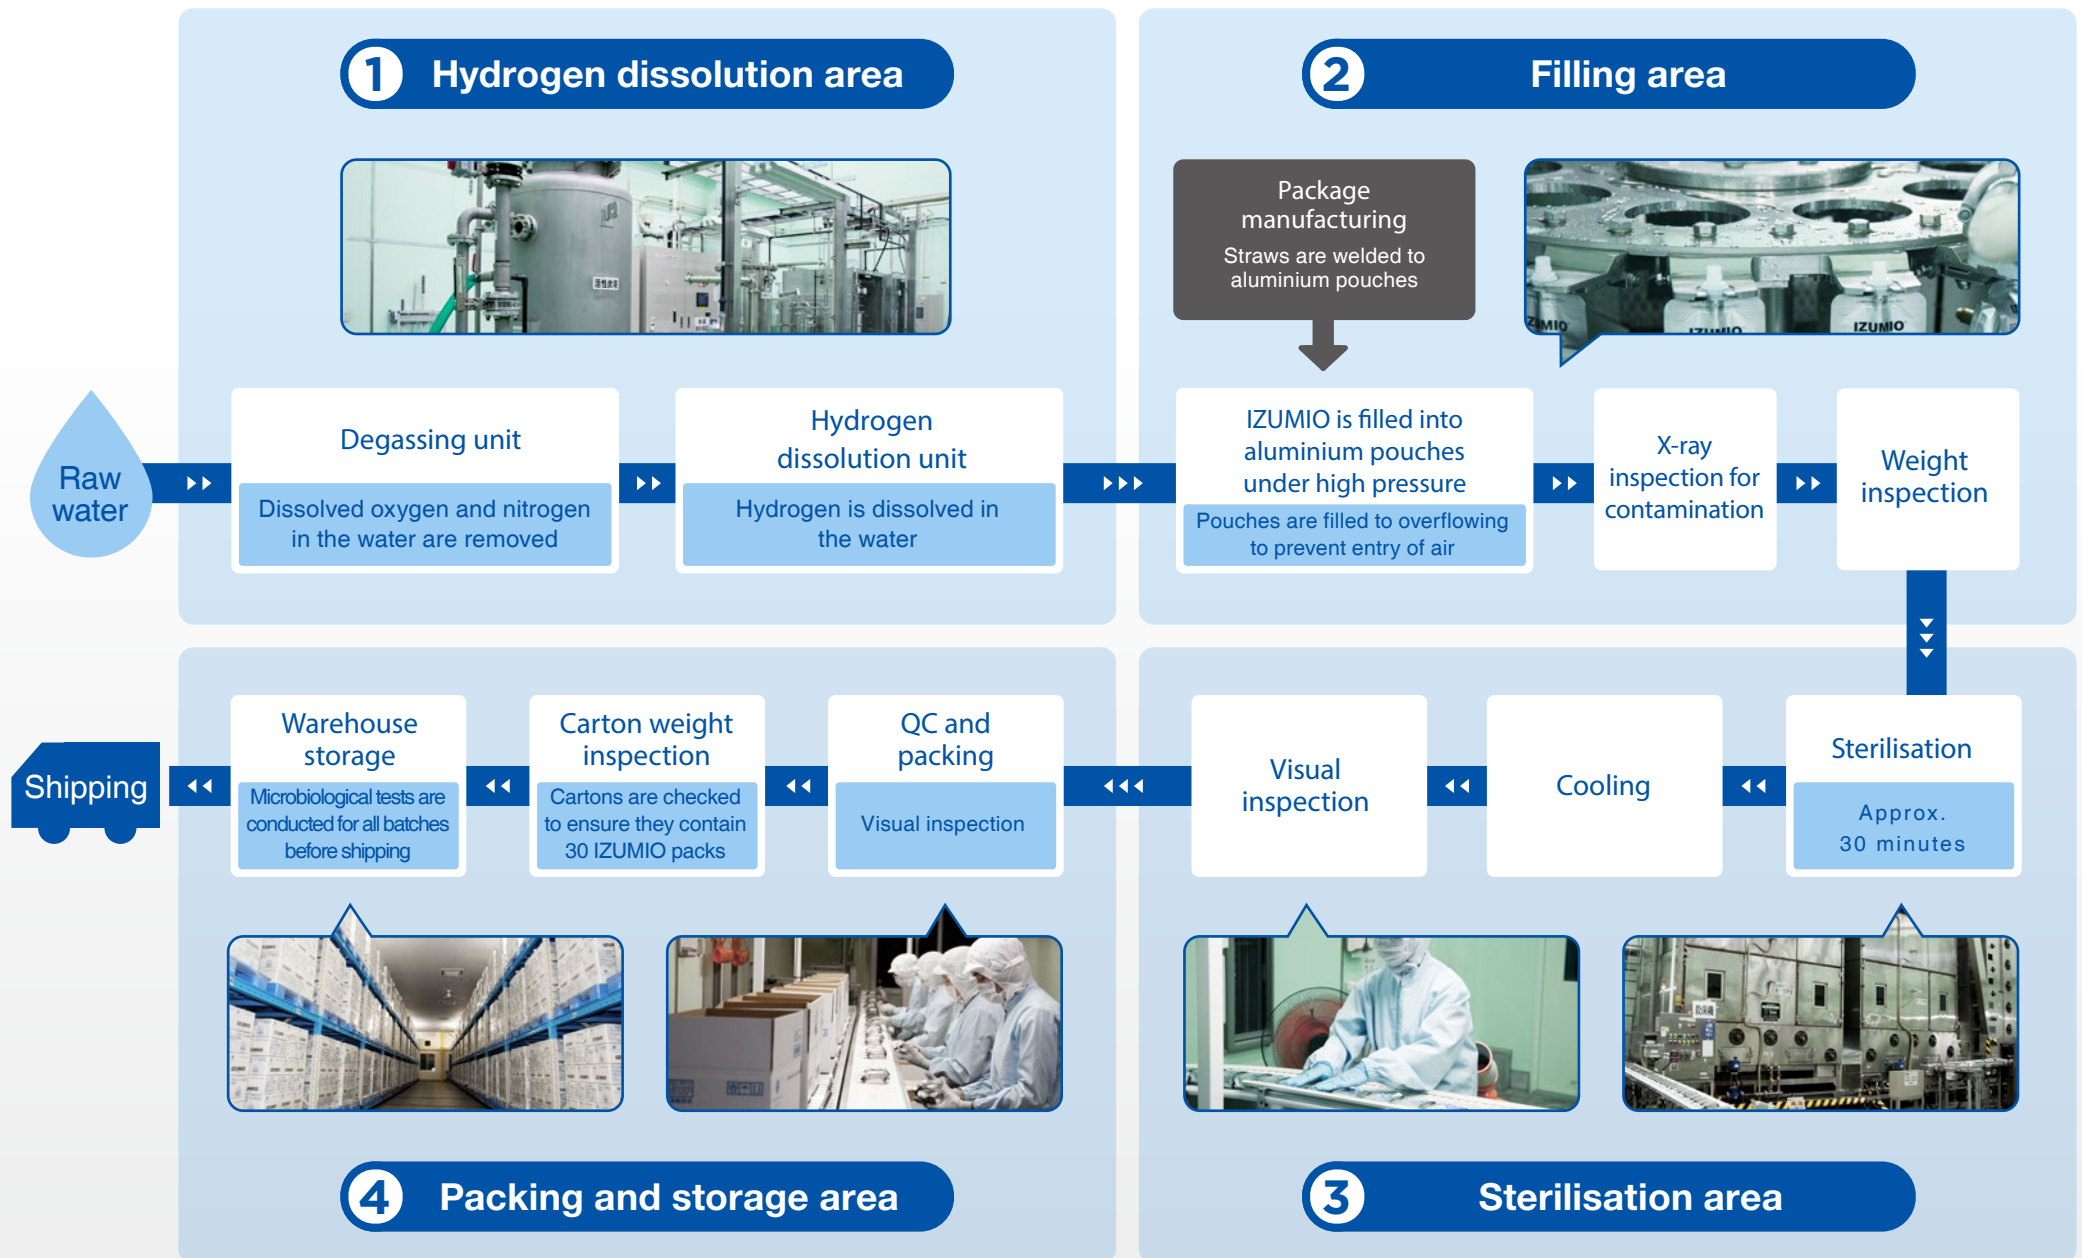 1 Hydrogen dissolution area
2 Filling area
Package
manufacturing
Straws are welded to
aluminium pouches
IZUMIO
IZUMIO
Raw
water
Degassing unit
Dissolved oxygen and nitrogen
in the water are removed
Hydrogen
dissolution unit
Hydrogen is dissolved in
the water
IZUMIO is filled into
aluminium pouches
under high pressure
Pouches are filled to overflowing
to prevent entry of air
X-ray
inspection for
contamination
Weight
inspection
Sterilisation
Approx.
30 minutes
Cooling
Visual
inspection
QC and
packing
Visual inspection
Carton weight
inspection
Cartons are checked
to ensure they contain
30 IZUMIO packs
Warehouse
storage
Microbiological tests are
conducted for all batches
before shipping
Shipping
3 Sterilisation area
4 Packing and storage area